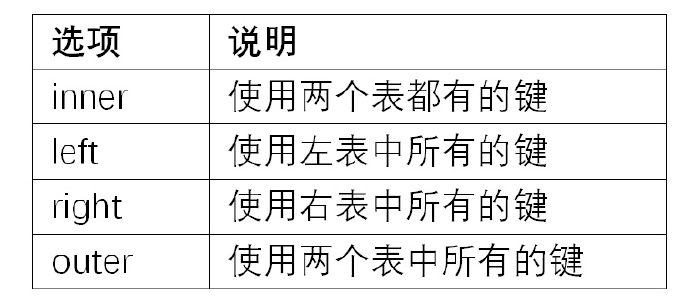 选项 说明
inner 使用两个表都有的键
left 使用左表中所有的键
right 使用右表中所有的键
outer 使用两个表中所有的键